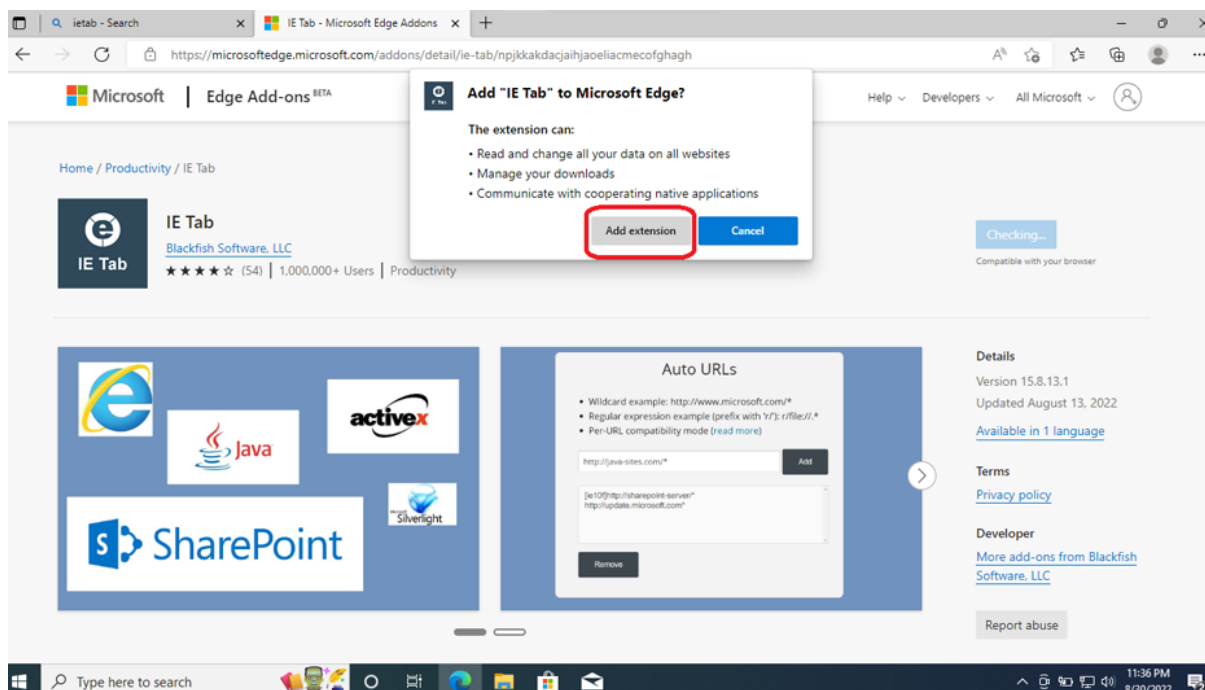 ietab - Search
IE Tab - Microsoft Edge Addons
https://microsoftedge.microsoft.com/addons/detail/ie-tab/npjkkakdacjaihjaoeliacmecofghagh
Microsoft
Edge Add-ons BETA
Help
Developers
All Microsoft
IE Tab
Add "IE Tab" to Microsoft Edge?
The extension can:
• Read and change all your data on all websites
• Manage your downloads
• Communicate with cooperating native applications
Add extension
Cancel
Home / Productivity / IE Tab
IE Tab
IE Tab
Blackfish Software, LLC
(54) | 1,000,000+ Users | Productivity
Checking...
Compatible with your browser
Java
activex
Microsoft
Silverlight
S SharePoint
Auto URLs
• Wildcard example: http://www.microsoft.com/*
• Regular expression example (prefix with 'r/'): r/file://.*
• Per-URL compatibility mode (read more)
http://java-sites.com/*
Add
[ie10f]http://sharepoint-server/*
http://update.microsoft.com*
Remove
Details
Version 15.8.13.1
Updated August 13, 2022
Available in 1 language
Terms
Privacy policy
Developer
More add-ons from Blackfish
Software, LLC
Report abuse
Type here to search
11:36 PM
8/30/2022